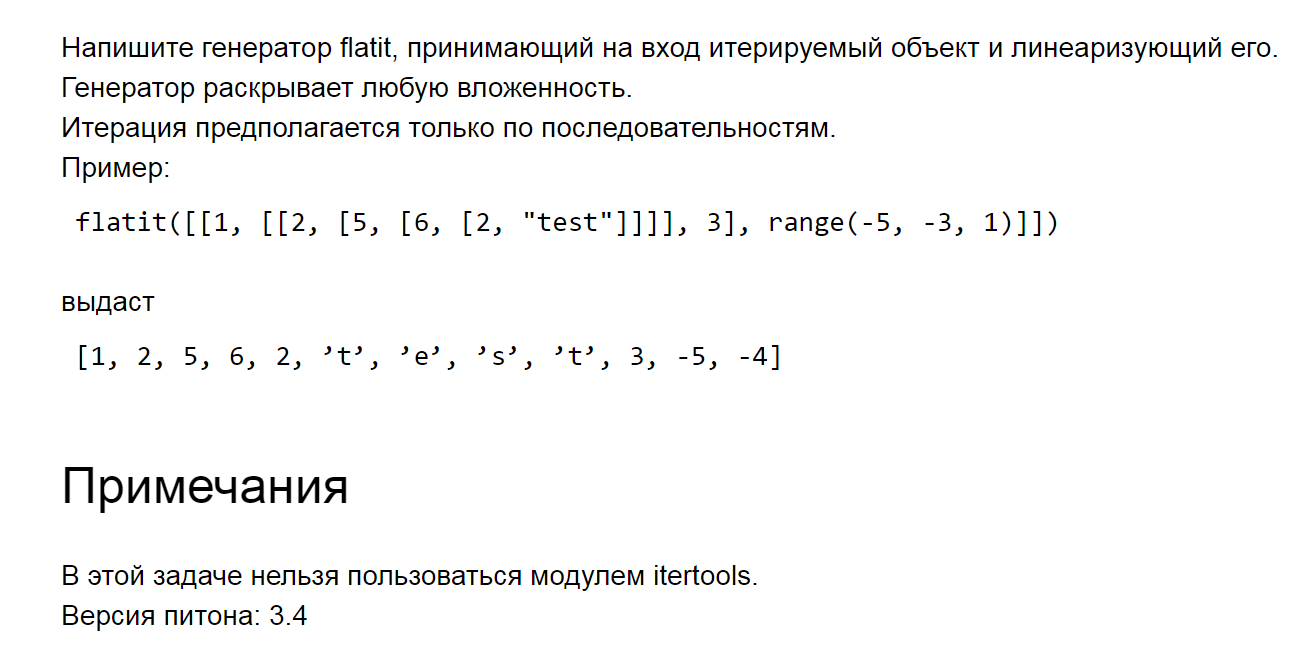 Напишите генератор flatit, принимающий на вход итерируемый объект и линеаризующий его.
Генератор раскрывает любую вложенность.
Итерация предполагается только по последовательностям.
Пример:
flatit([[1, [[2, [5, [6, [2, "test"]]]], 3], range(-5, -3, 1)]])
выдаст
[1, 2, 5, 6, 2, ’t’, ’e’, ’s’, ’t’, 3, -5, -4]
Примечания
В этой задаче нельзя пользоваться модулем itertools.
Версия питона: 3.4